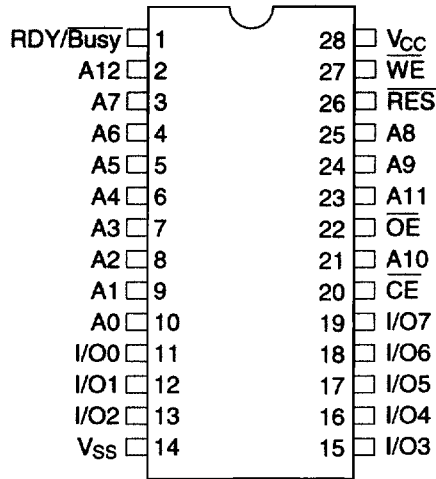 RDY/Busy 1 28 VCC
A12 2 27 WE
A7 3 26 RES
A6 4 25 A8
A5 5 24 A9
A4 6 23 A11
A3 7 22 OE
A2 8 21 A10
A1 9 20 CE
A0 10 19 I/O7
I/O0 11 18 I/O6
I/O1 12 17 I/O5
I/O2 13 16 I/O4
VSS 14 15 I/O3